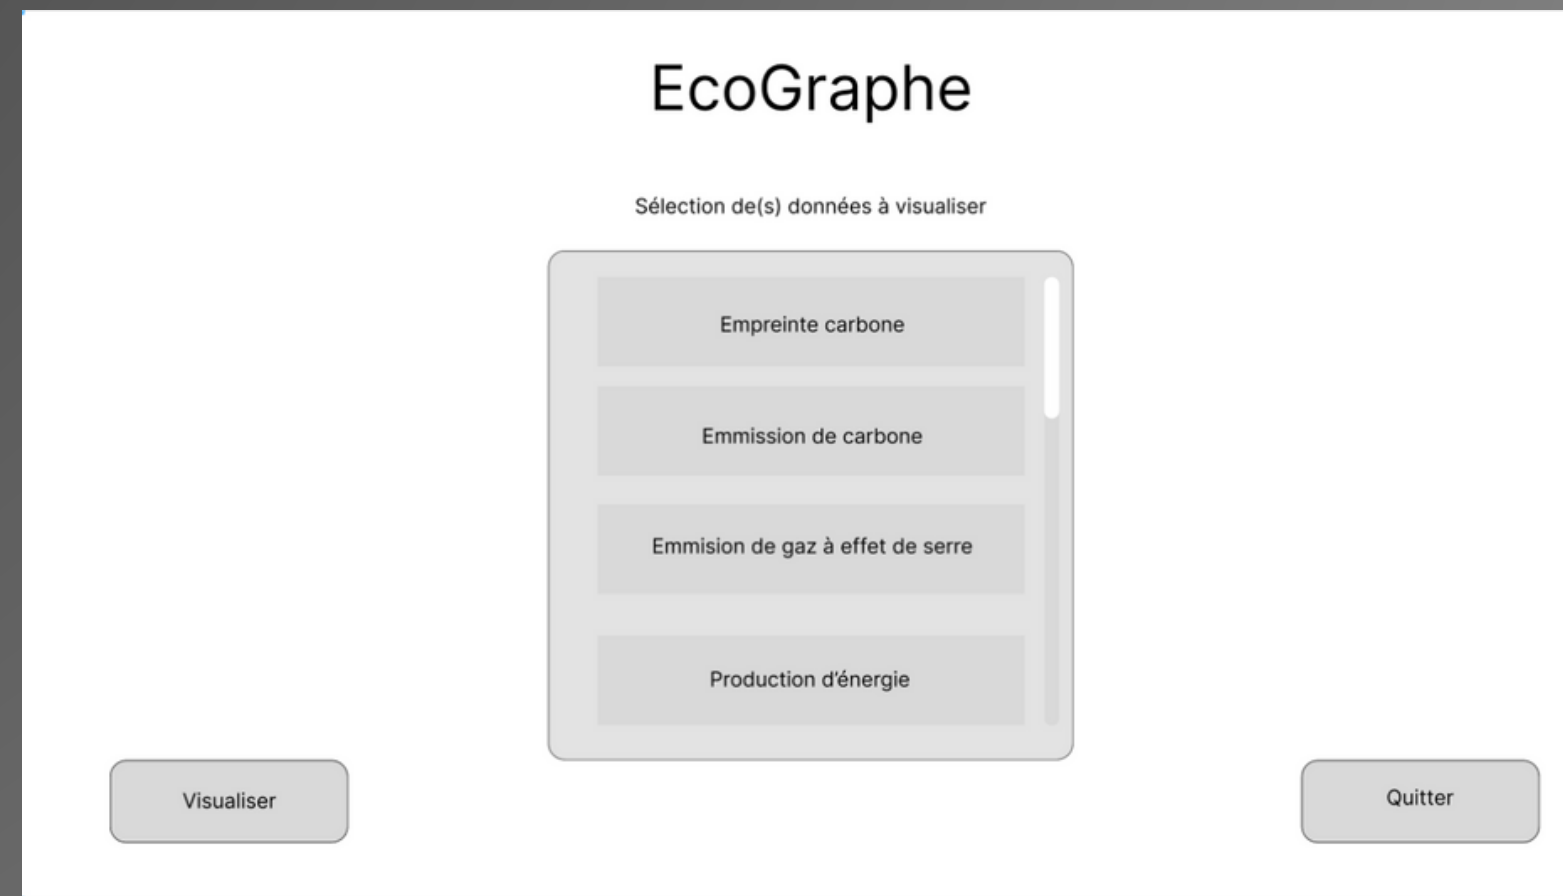 EcoGraphe
Sélection de(s) données à visualiser
Empreinte carbone
Emmission de carbone
Emmision de gaz à effet de serre
Production d'énergie
Visualiser
Quitter